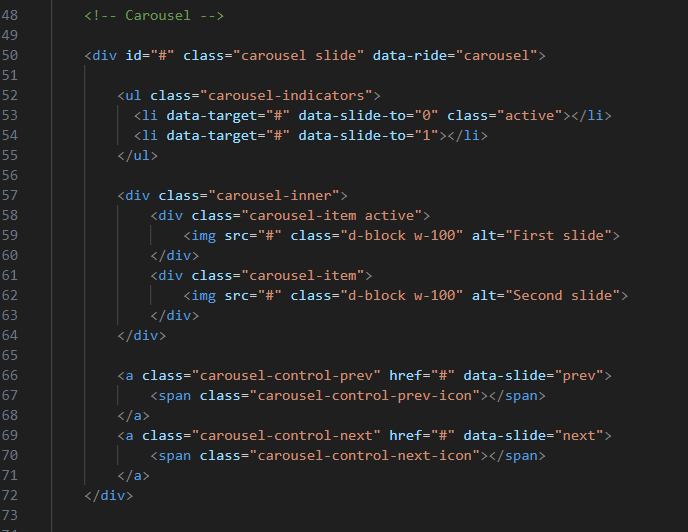 48 <!-- Carousel -->
49
50 <div id="#" class="carousel slide" data-ride="carousel">
51
52 <ul class="carousel-indicators">
53 <li data-target="#" data-slide-to="0" class="active"></li>
54 <li data-target="#" data-slide-to="1"></li>
55 </ul>
56
57 <div class="carousel-inner">
58 <div class="carousel-item active">
59 <img src="#" class="d-block w-100" alt="First slide">
60 </div>
61 <div class="carousel-item">
62 <img src="#" class="d-block w-100" alt="Second slide">
63 </div>
64 </div>
65
66 <a class="carousel-control-prev" href="#" data-slide="prev">
67 <span class="carousel-control-prev-icon"></span>
68 </a>
69 <a class="carousel-control-next" href="#" data-slide="next">
70 <span class="carousel-control-next-icon"></span>
71 </a>
72 </div>
73